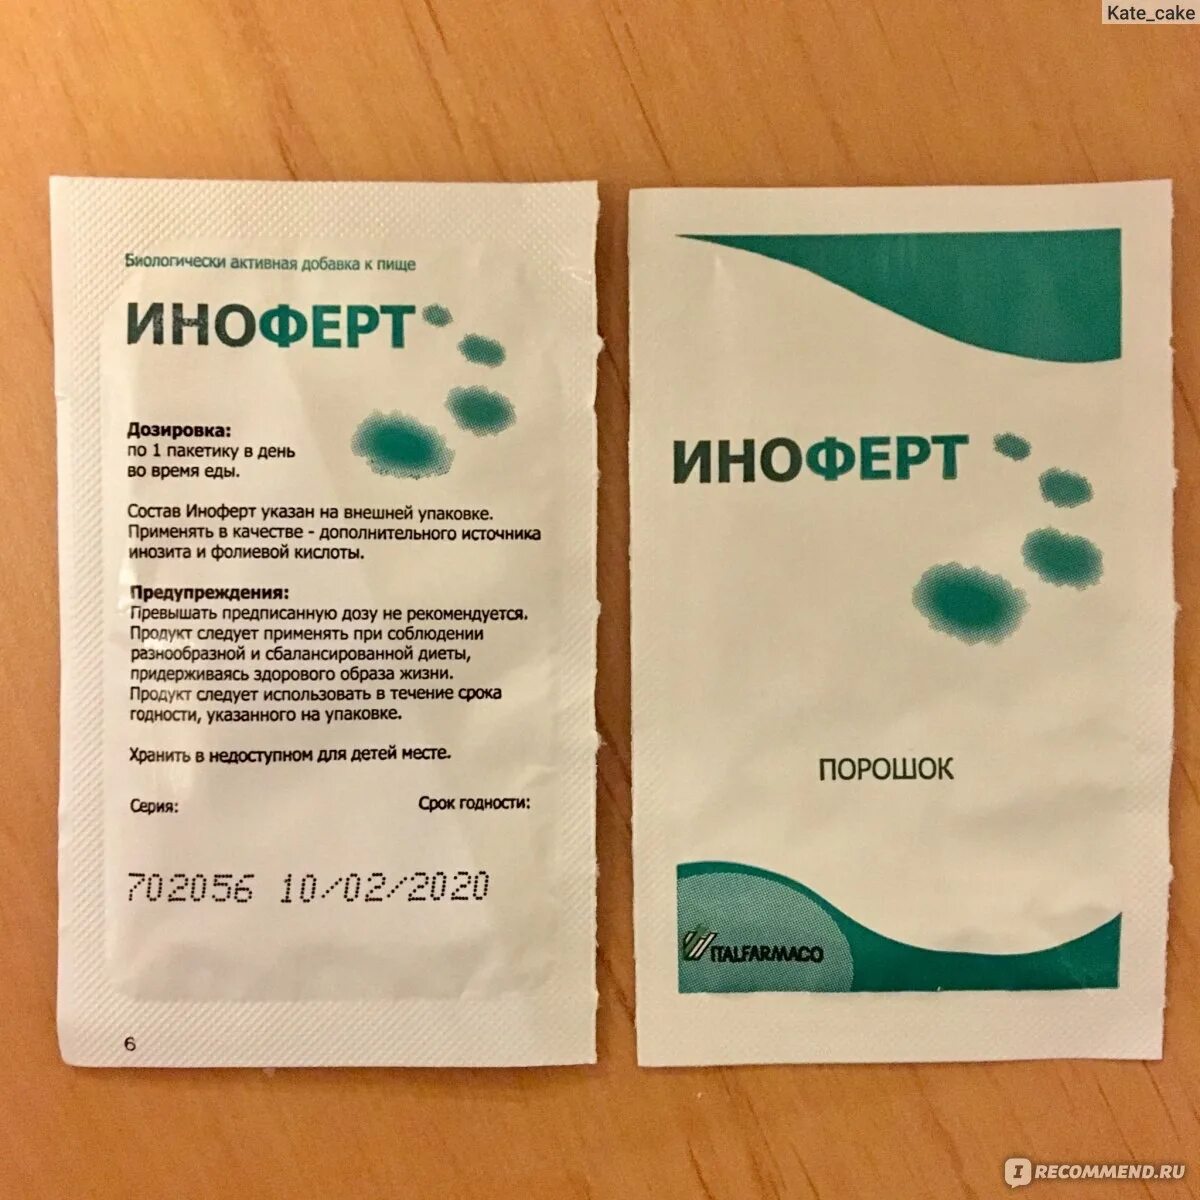 Kate_cake
Биологически активная добавка к пище
ИНОФЕРТ
Дозировка:
по 1 пакетику в день
во время еды.
Состав Иноферт указан на внешней упаковке.
Применять в качестве - дополнительного источника
инозита и фолиевой кислоты.
Предупреждения:
Превышать предписанную дозу не рекомендуется.
Продукт следует применять при соблюдении
разнообразной и сбалансированной диеты,
придерживаясь здорового образа жизни.
Продукт следует использовать в течение срока
годности, указанного на упаковке.
Хранить в недоступном для детей месте.
Серия: Срок годности:
702056 10/02/2020
6
ИНОФЕРТ
ПОРОШОК
ITALFARMACO
IRECOMMEND.RU